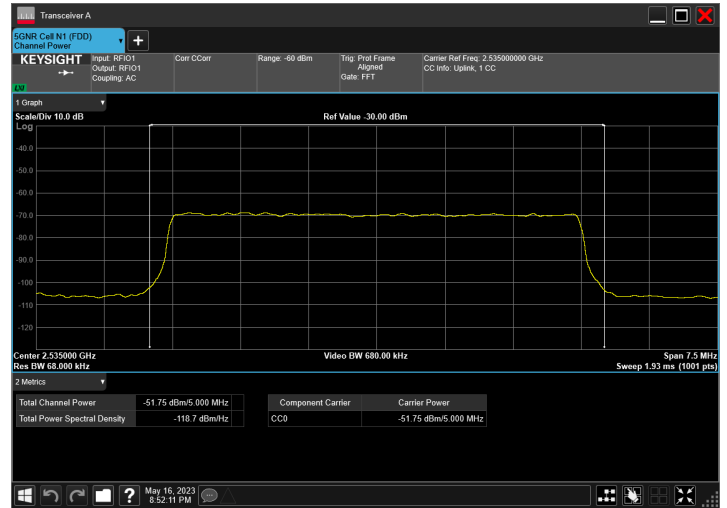 Transceiver A
5GNR Cell N1 (FDD)
Channel Power
KEYSIGHT
Input: RFIO1
Output: RFIO1
Coupling: AC
Corr CCorr
Range: -60 dBm
Trig: Prot Frame
Aligned
Gate: FFT
Carrier Ref Freq: 2.535000000 GHz
CC Info: Uplink, 1 CC
1 Graph
Scale/Div 10.0 dB
Ref Value -30.00 dBm
Log
-40.0
-50.0
-60.0
-70.0
-80.0
-90.0
-100
-110
-120
Center 2.535000 GHz
Video BW 680.00 kHz
Span 7.5 MHz
Res BW 68.000 kHz
Sweep 1.93 ms (1001 pts)
2 Metrics
Total Channel Power -51.75 dBm/5.000 MHz
Total Power Spectral Density -118.7 dBm/Hz
Component Carrier Carrier Power
CC0 -51.75 dBm/5.000 MHz
May 16, 2023
8:52:11 PM